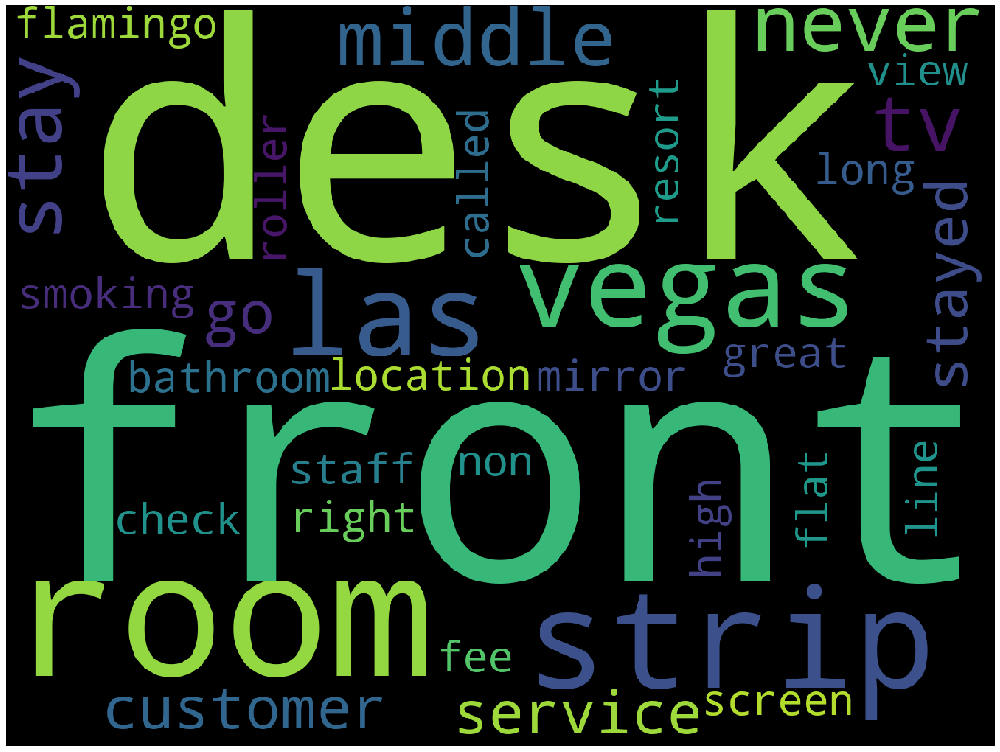 flamingo
middle
never
desk
view
stay
tv
resort
called
roller
long
stayed
vegas
las
smoking
go
great
bathroom
location
mirror
front
staff
non
line
flat
check
right
high
room
strip
fee
customer
service
screen